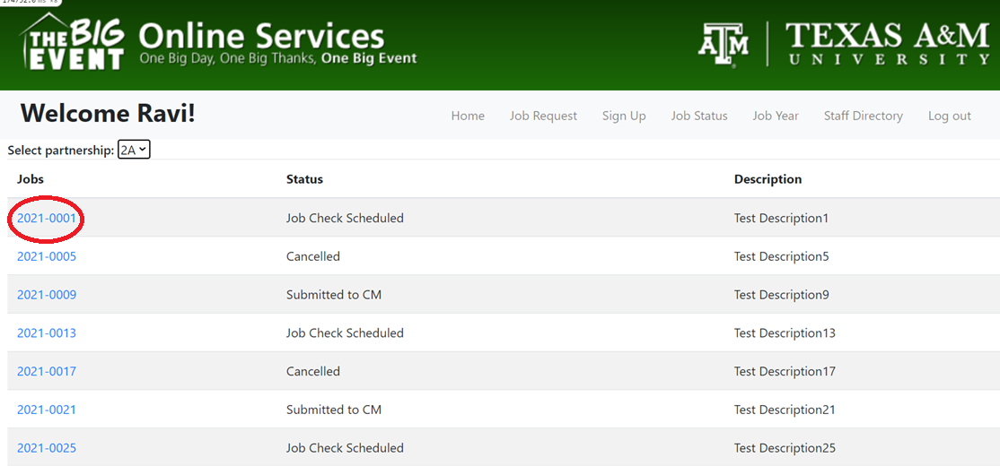 174732.6 ms ×8
THE BIG EVENT Online Services
One Big Day, One Big Thanks, One Big Event
ATM TEXAS A&M UNIVERSITY
Welcome Ravi!
Home Job Request Sign Up Job Status Job Year Staff Directory Log out
Select partnership: 2A
Jobs Status Description
2021-0001 Job Check Scheduled Test Description1
2021-0005 Cancelled Test Description5
2021-0009 Submitted to CM Test Description9
2021-0013 Job Check Scheduled Test Description13
2021-0017 Cancelled Test Description17
2021-0021 Submitted to CM Test Description21
2021-0025 Job Check Scheduled Test Description25